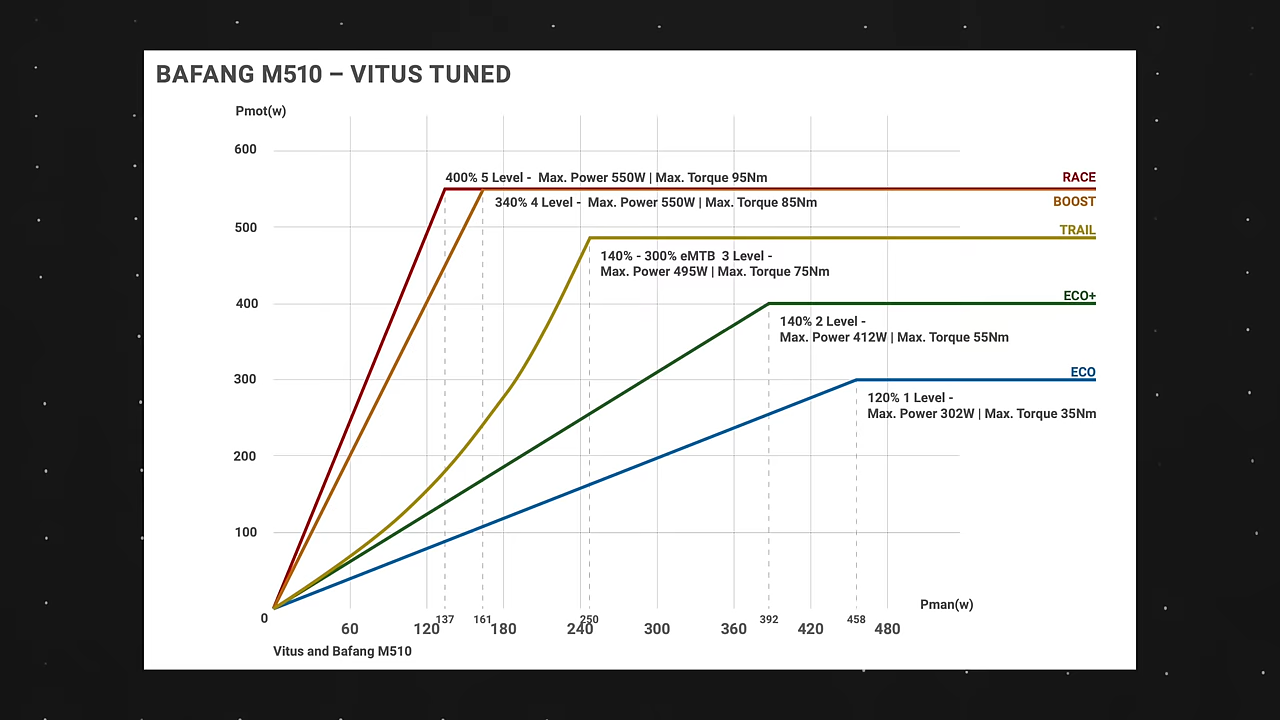 BAFANG M510 – VITUS TUNED
Pmot(w)
600
400% 5 Level -  Max. Power 550W | Max. Torque 95Nm
RACE
340% 4 Level -  Max. Power 550W | Max. Torque 85Nm
BOOST
500
TRAIL
140% - 300% eMTB  3 Level -
Max. Power 495W | Max. Torque 75Nm
400
ECO+
140% 2 Level -
Max. Power 412W | Max. Torque 55Nm
300
ECO
120% 1 Level -
Max. Power 302W | Max. Torque 35Nm
200
100
Pman(w)
0
137 161 250 392 458
60 120 180 240 300 360 420 480
Vitus and Bafang M510